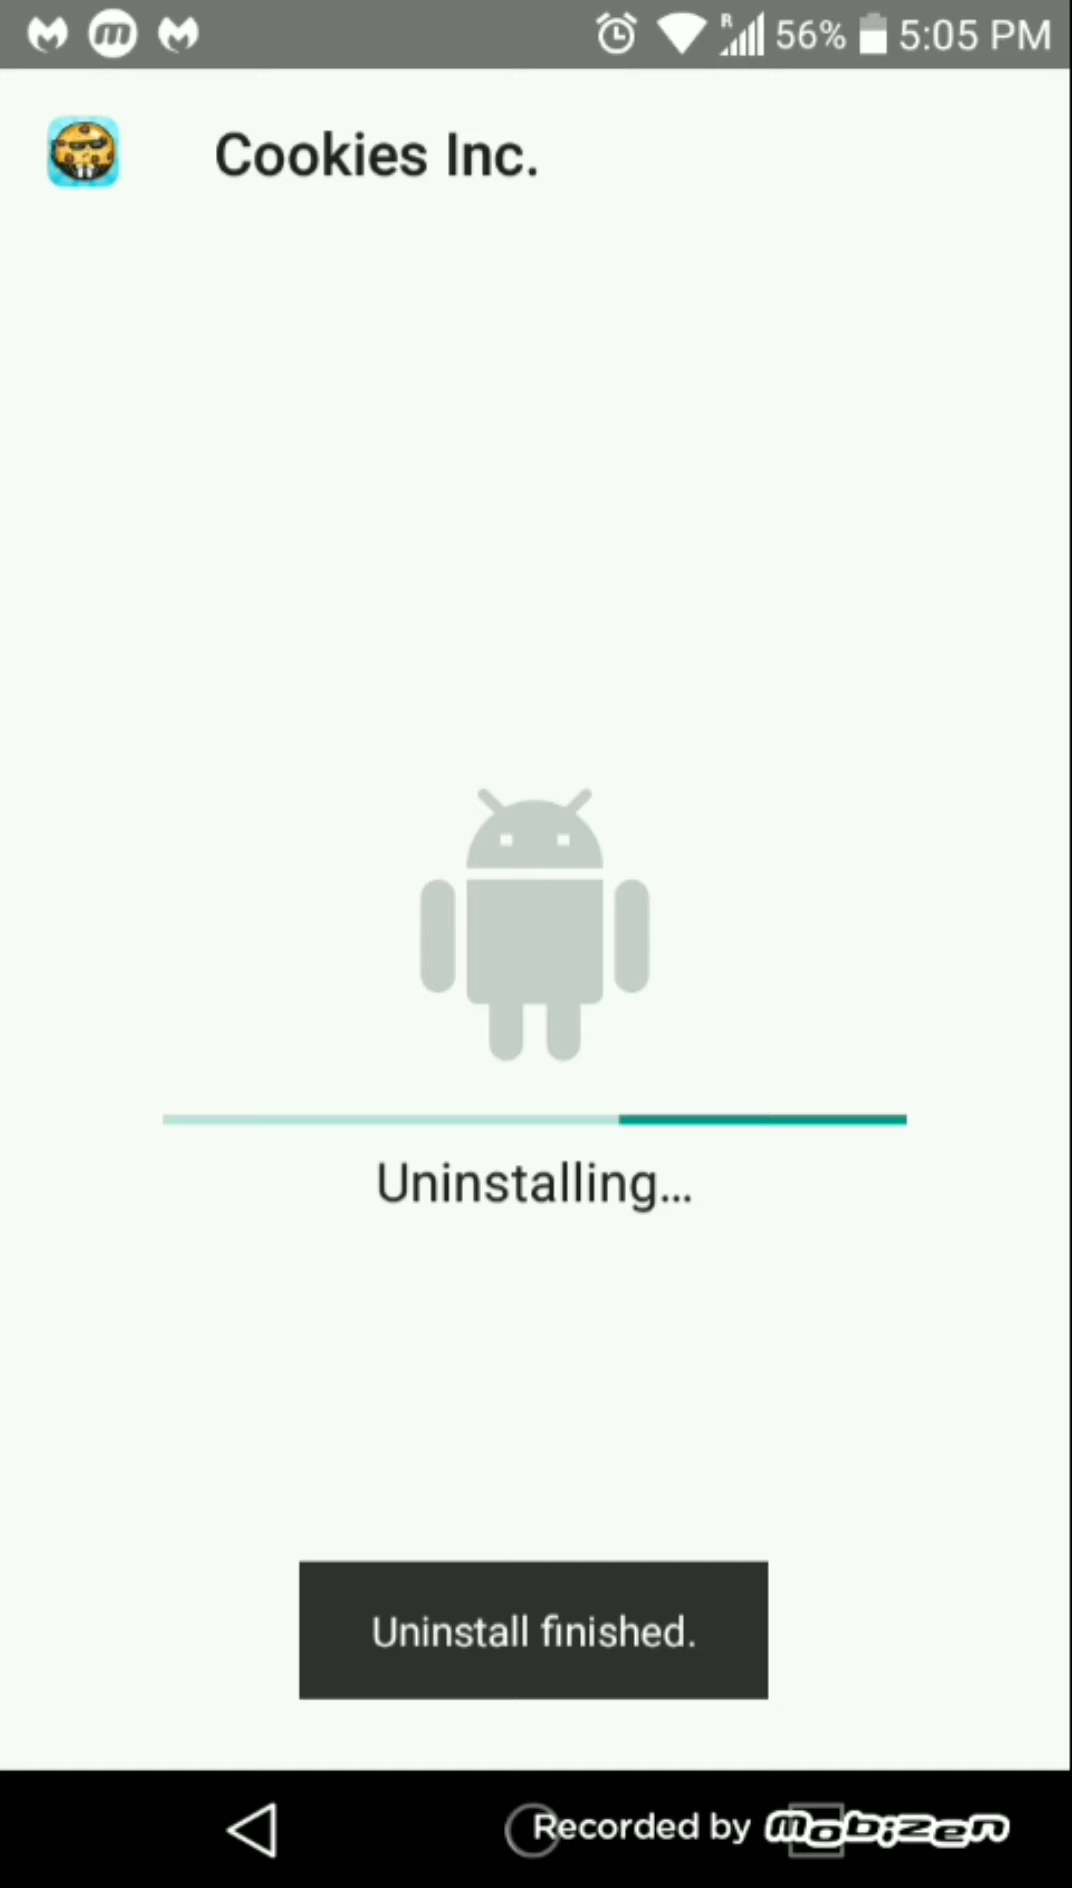 R 56% 5:05 PM
Cookies Inc.
Uninstalling...
Uninstall finished.
Recorded by mobizen